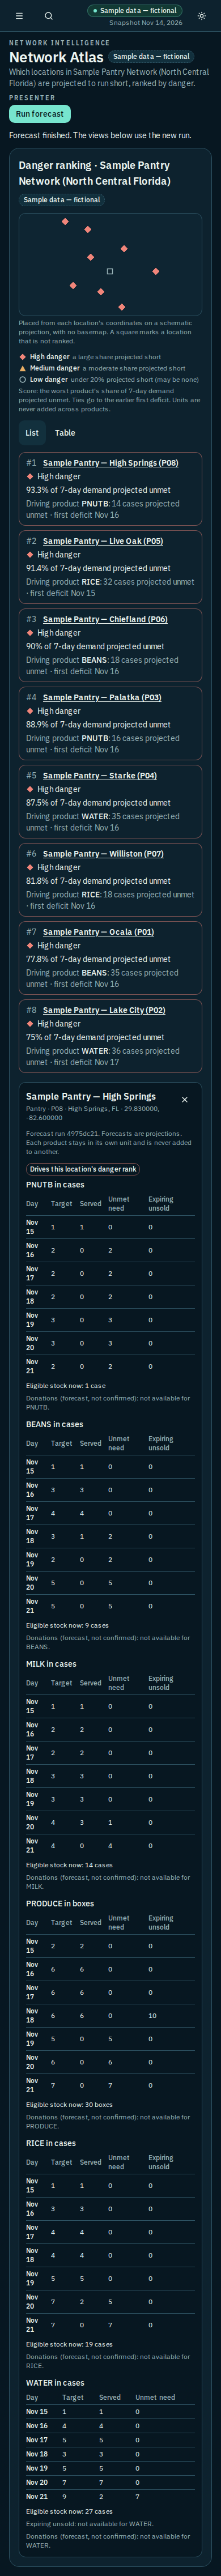 Sample data — fictional
Snapshot Nov 14, 2026
NETWORK INTELLIGENCE
Network Atlas
Sample data — fictional
Which locations in Sample Pantry Network (North Central
Florida) are projected to run short, ranked by danger.
PRESENTER
Run forecast
Forecast finished. The views below use the new run.
Danger ranking · Sample Pantry
Network (North Central Florida)
Sample data — fictional
Placed from each location's coordinates on a schematic
projection, with no basemap. A square marks a location
that is not ranked.
High danger a large share projected short
Medium danger a moderate share projected short
Low danger under 20% projected short (may be none)
Score: the worst product's share of 7-day demand
projected unmet. Ties go to the earlier first deficit. Units are
never added across products.
List
Table
#1 Sample Pantry — High Springs (P08)
High danger
93.3% of 7-day demand projected unmet
Driving product PNUTB: 14 cases projected
unmet · first deficit Nov 16
#2 Sample Pantry — Live Oak (P05)
High danger
91.4% of 7-day demand projected unmet
Driving product RICE: 32 cases projected unmet
· first deficit Nov 15
#3 Sample Pantry — Chiefland (P06)
High danger
90% of 7-day demand projected unmet
Driving product BEANS: 18 cases projected
unmet · first deficit Nov 16
#4 Sample Pantry — Palatka (P03)
High danger
88.9% of 7-day demand projected unmet
Driving product PNUTB: 16 cases projected
unmet · first deficit Nov 16
#5 Sample Pantry — Starke (P04)
High danger
87.5% of 7-day demand projected unmet
Driving product WATER: 35 cases projected
unmet · first deficit Nov 16
#6 Sample Pantry — Williston (P07)
High danger
81.8% of 7-day demand projected unmet
Driving product RICE: 18 cases projected unmet
· first deficit Nov 16
#7 Sample Pantry — Ocala (P01)
High danger
77.8% of 7-day demand projected unmet
Driving product BEANS: 35 cases projected
unmet · first deficit Nov 16
#8 Sample Pantry — Lake City (P02)
High danger
75% of 7-day demand projected unmet
Driving product WATER: 36 cases projected
unmet · first deficit Nov 17
Sample Pantry — High Springs
Pantry · P08 · High Springs, FL · 29.830000,
-82.600000
Forecast run 4975dc21. Forecasts are projections.
Each product stays in its own unit and is never added
to another.
Drives this location's danger rank
PNUTB in cases
Day Target Served Unmet need Expiring unsold
Nov 15 1 1 0 0
Nov 16 2 0 2 0
Nov 17 2 0 2 0
Nov 18 2 0 2 0
Nov 19 3 0 3 0
Nov 20 3 0 3 0
Nov 21 2 0 2 0
Eligible stock now: 1 case
Donations (forecast, not confirmed): not available for
PNUTB.
BEANS in cases
Day Target Served Unmet need Expiring unsold
Nov 15 1 1 0 0
Nov 16 3 3 0 0
Nov 17 4 4 0 0
Nov 18 3 1 2 0
Nov 19 2 0 2 0
Nov 20 5 0 5 0
Nov 21 5 0 5 0
Eligible stock now: 9 cases
Donations (forecast, not confirmed): not available for
BEANS.
MILK in cases
Day Target Served Unmet need Expiring unsold
Nov 15 1 1 0 0
Nov 16 2 2 0 0
Nov 17 2 2 0 0
Nov 18 3 3 0 0
Nov 19 3 3 0 0
Nov 20 4 3 1 0
Nov 21 4 0 4 0
Eligible stock now: 14 cases
Donations (forecast, not confirmed): not available for
MILK.
PRODUCE in boxes
Day Target Served Unmet need Expiring unsold
Nov 15 2 2 0 0
Nov 16 6 6 0 0
Nov 17 6 6 0 0
Nov 18 6 6 0 10
Nov 19 5 0 5 0
Nov 20 6 0 6 0
Nov 21 7 0 7 0
Eligible stock now: 30 boxes
Donations (forecast, not confirmed): not available for
PRODUCE.
RICE in cases
Day Target Served Unmet need Expiring unsold
Nov 15 1 1 0 0
Nov 16 3 3 0 0
Nov 17 4 4 0 0
Nov 18 4 4 0 0
Nov 19 5 5 0 0
Nov 20 7 2 5 0
Nov 21 7 0 7 0
Eligible stock now: 19 cases
Donations (forecast, not confirmed): not available for
RICE.
WATER in cases
Day Target Served Unmet need
Nov 15 1 1 0
Nov 16 4 4 0
Nov 17 5 5 0
Nov 18 3 3 0
Nov 19 5 5 0
Nov 20 7 7 0
Nov 21 9 2 7
Eligible stock now: 27 cases
Expiring unsold: not available for WATER.
Donations (forecast, not confirmed): not available for
WATER.